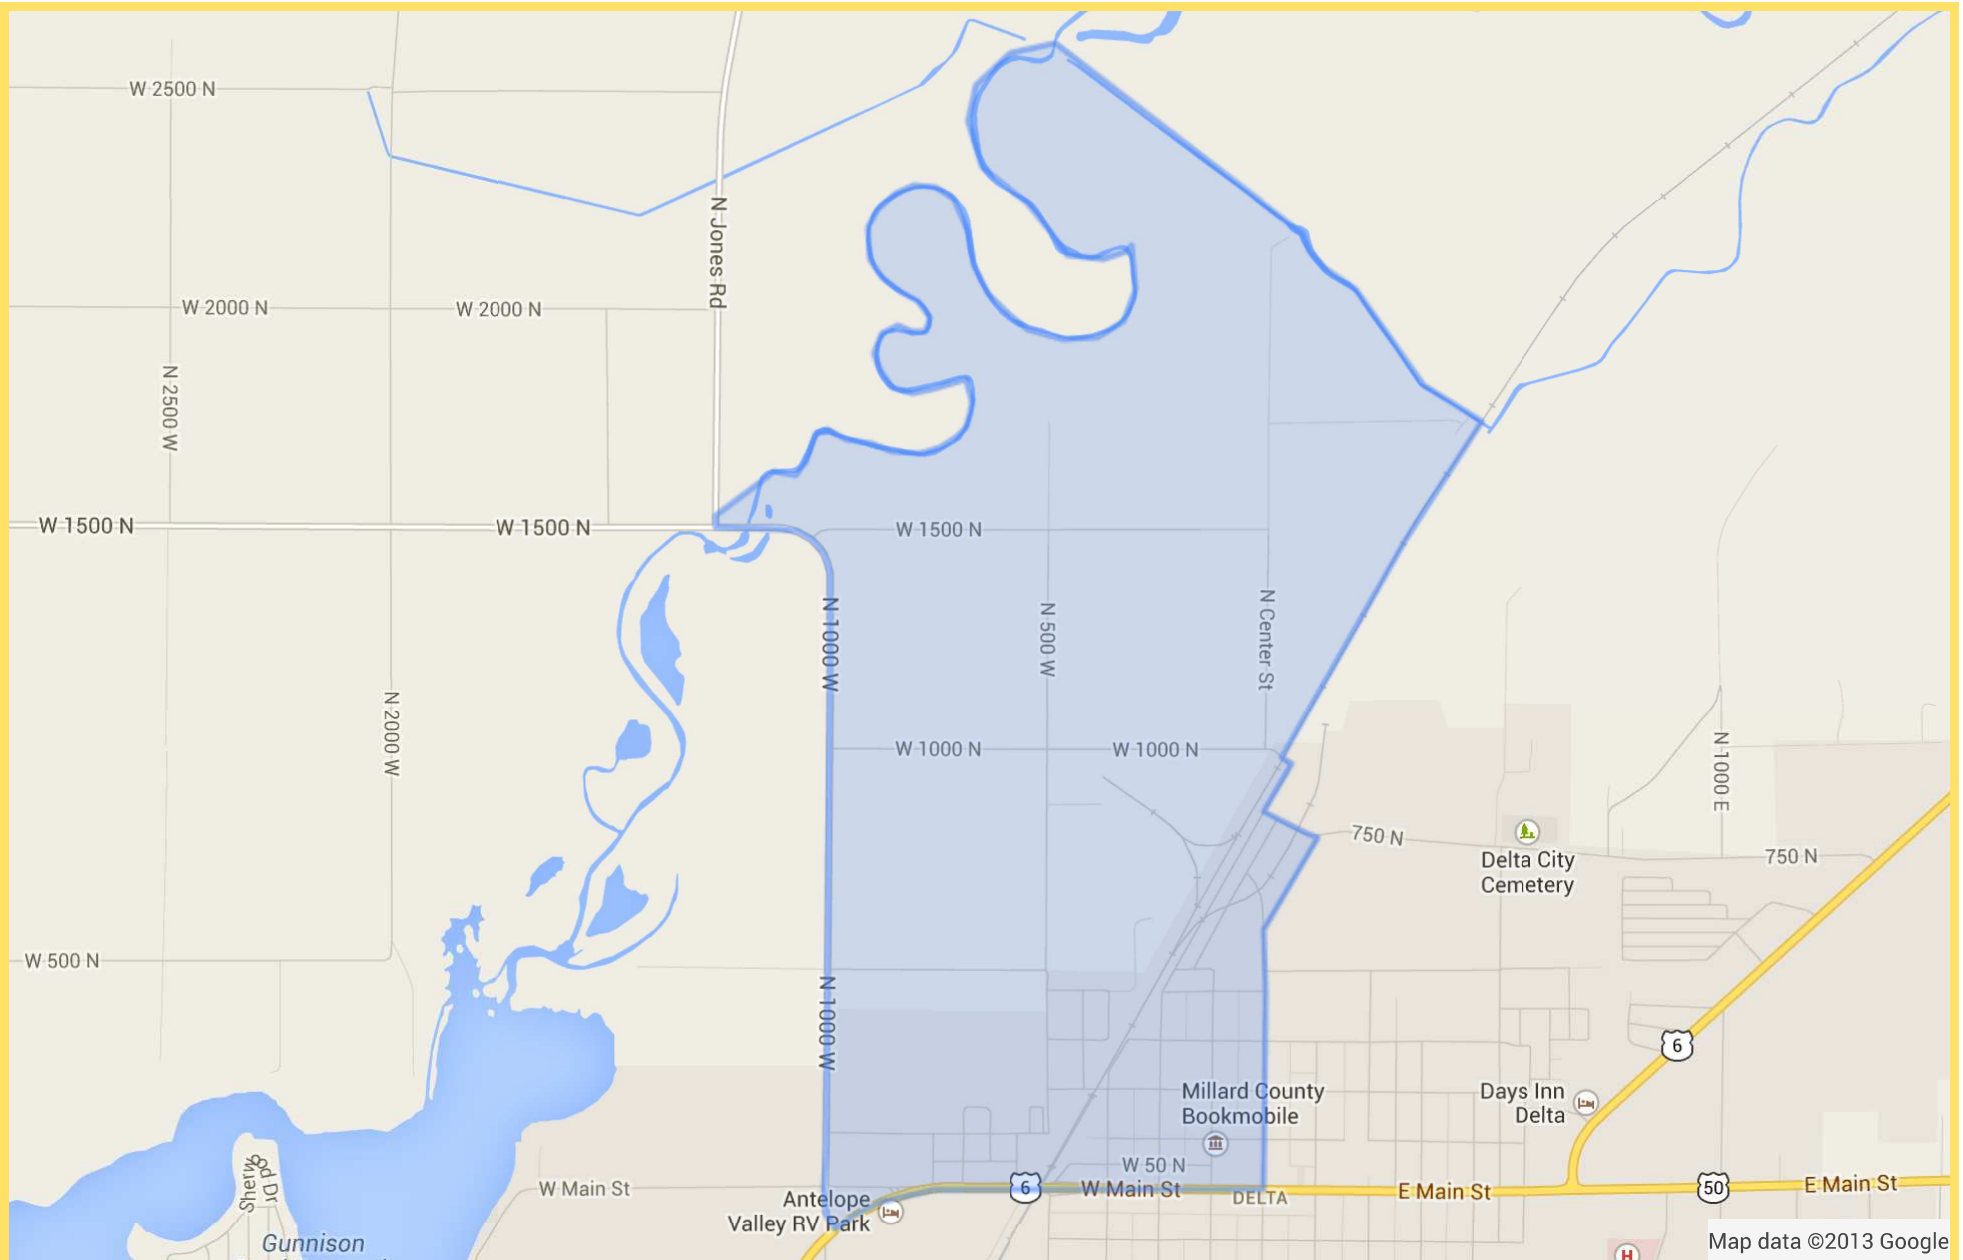 W 2500 N
N Jones Rd
W 2000 N
W 2000 N
N 2500 W
W 1500 N
W 1500 N
W 1500 N
N 1000 W
N 500 W
N Center St
N 2000 W
W 1000 N
W 1000 N
N 1000 E
750 N
750 N
Delta City
Cemetery
W 500 N
N 1000 W
6
Millard County
Bookmobile
Days Inn
Delta
W 50 N
Sherwood Dr
W Main St
6
W Main St
DELTA
E Main St
50
E Main St
Antelope
Valley RV Park
Gunnison
H
Map data ©2013 Google